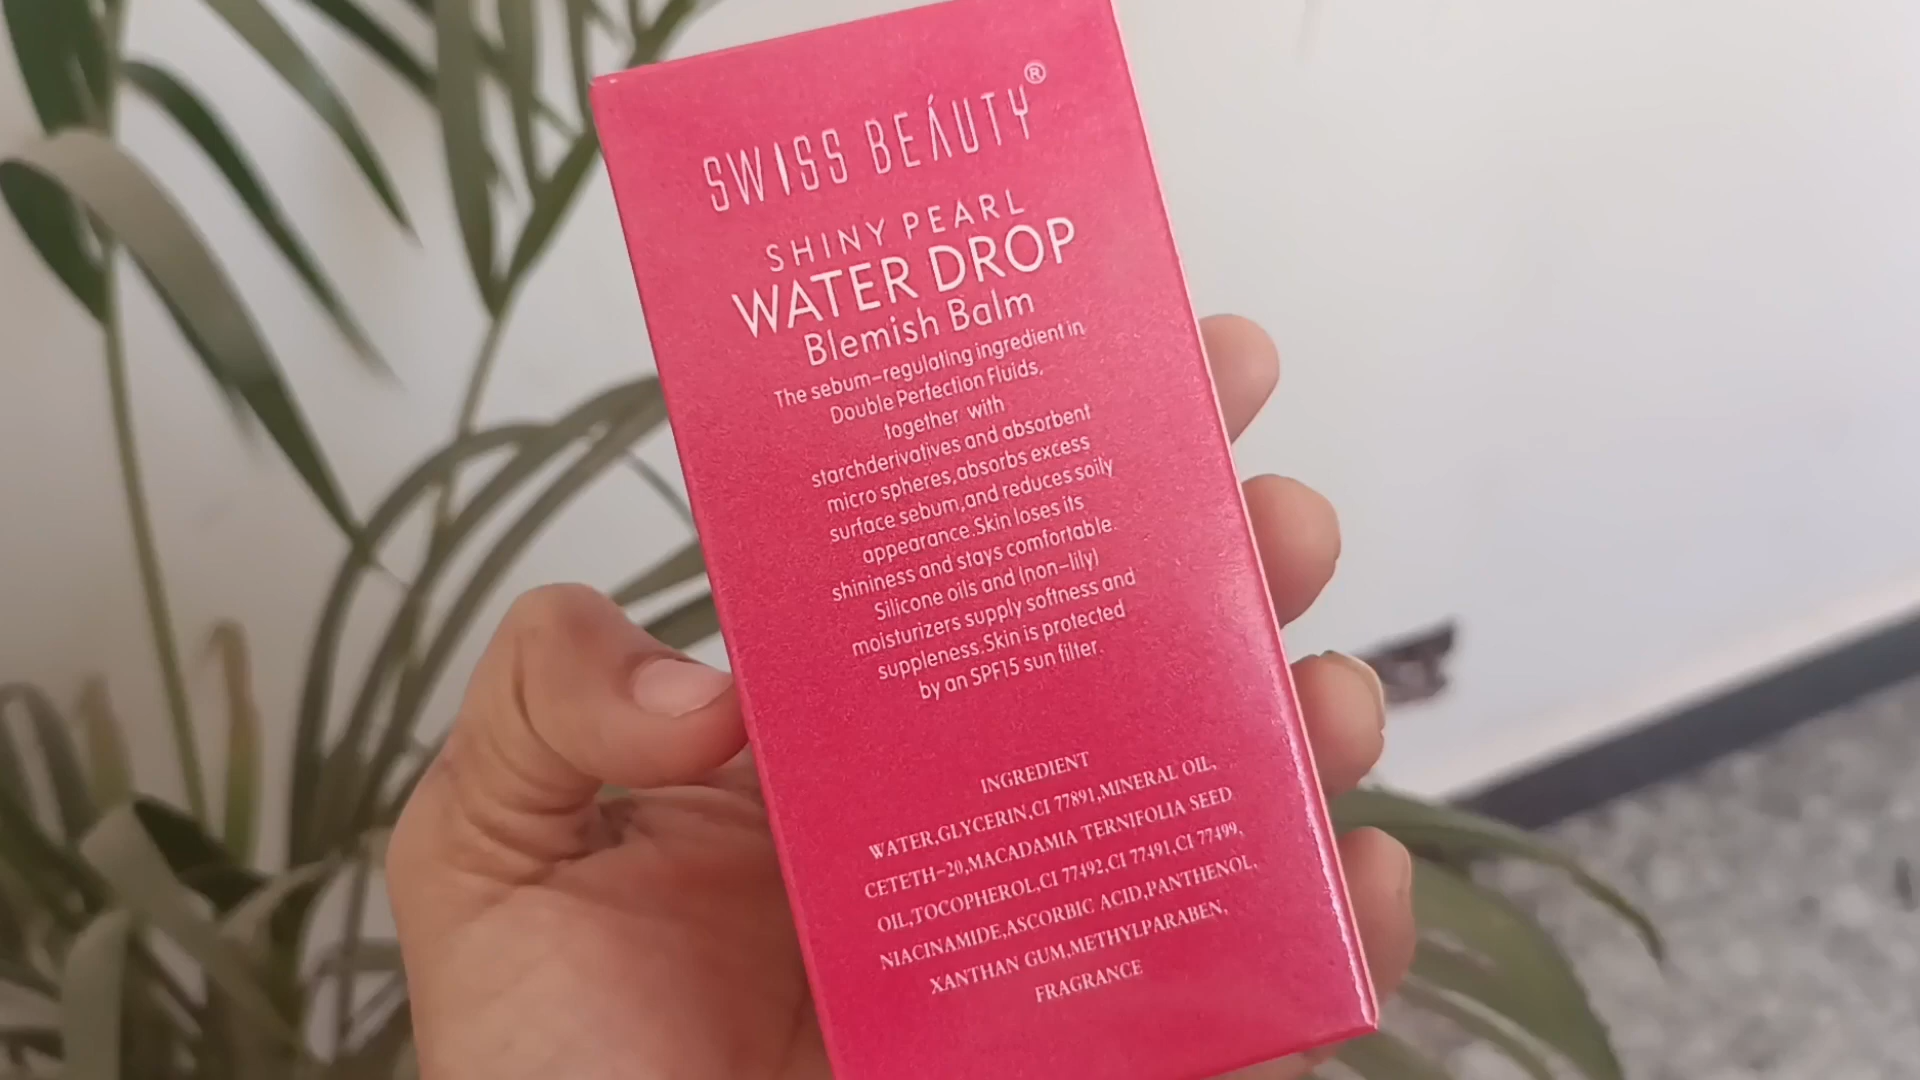 SWISS BEÁUTY®
SHINY PEARL
WATER DROP
Blemish Balm
The sebum-regulating ingredient in
Double Perfection Fluids,
together with
starchderivatives and absorbent
micro spheres,absorbs excess
surface sebum,and reduces soily
appearance.Skin loses its
shininess and stays comfortable.
Silicone oils and (non-lily)
moisturizers supply softness and
suppleness.Skin is protected
by an SPF15 sun filter.
INGREDIENT
WATER,GLYCERIN,CI 77891,MINERAL OIL,
CETETH-20,,MACADAMIA TERNIFOLIA SEED
OIL,TOCOPHEROL,CI 77492,CI 77491,CI 77499,
NIACINAMIDE,ASCORBIC ACID,PANTHENOL,
XANTHAN GUM,METHYLPARABEN,
FRAGRANCE